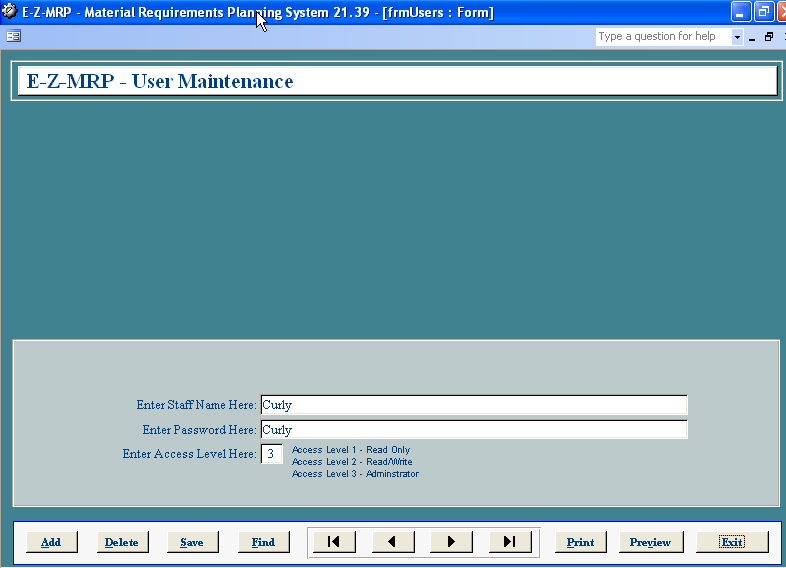 E-Z-MRP - Material Requirements Planning System 21.39 - [frmUsers : Form]
Type a question for help
E-Z-MRP - User Maintenance
Enter Staff Name Here: Curly
Enter Password Here: Curly
Enter Access Level Here: 3
Access Level 1 - Read Only
Access Level 2 - Read/Write
Access Level 3 - Adminstrator
Add Delete Save Find Print Preview Exit